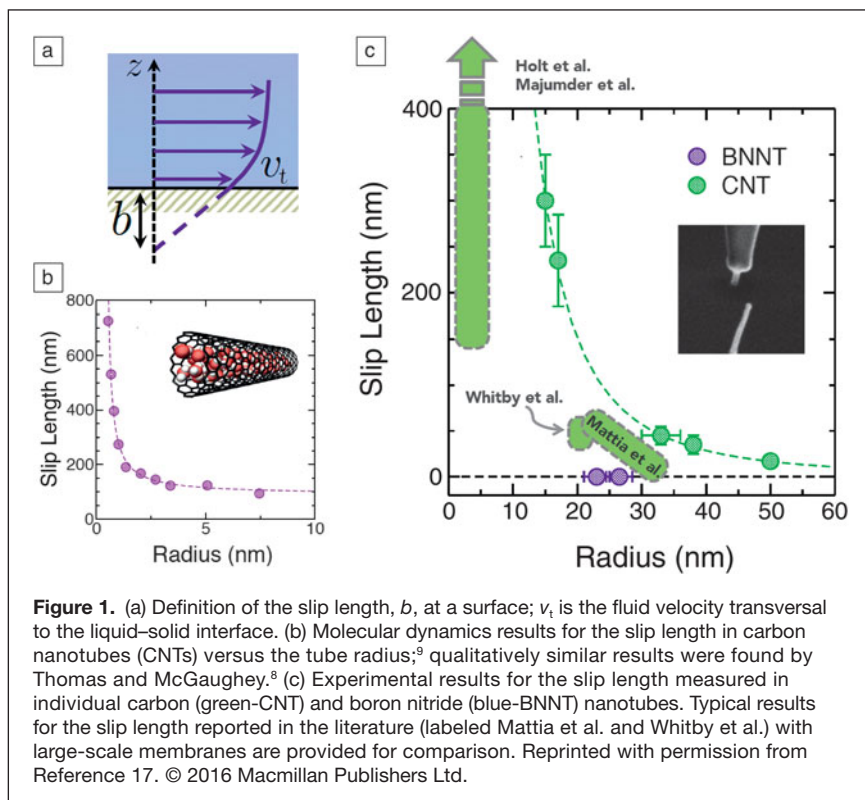 a
z
v_t
b
b
800
600
400
200
0
Slip Length (nm)
0
5
10
Radius (nm)
c
Holt et al.
Majumder et al.
400
200
0
Slip Length (nm)
BNNT
CNT
Whitby et al.
Mattia et al.
0
10
20
30
40
50
60
Radius (nm)
Figure 1. (a) Definition of the slip length, b, at a surface; v_t is the fluid velocity transversal
to the liquid–solid interface. (b) Molecular dynamics results for the slip length in carbon
nanotubes (CNTs) versus the tube radius;⁹ qualitatively similar results were found by
Thomas and McGaughey.⁸ (c) Experimental results for the slip length measured in
individual carbon (green-CNT) and boron nitride (blue-BNNT) nanotubes. Typical results
for the slip length reported in the literature (labeled Mattia et al. and Whitby et al.) with
large-scale membranes are provided for comparison. Reprinted with permission from
Reference 17. © 2016 Macmillan Publishers Ltd.